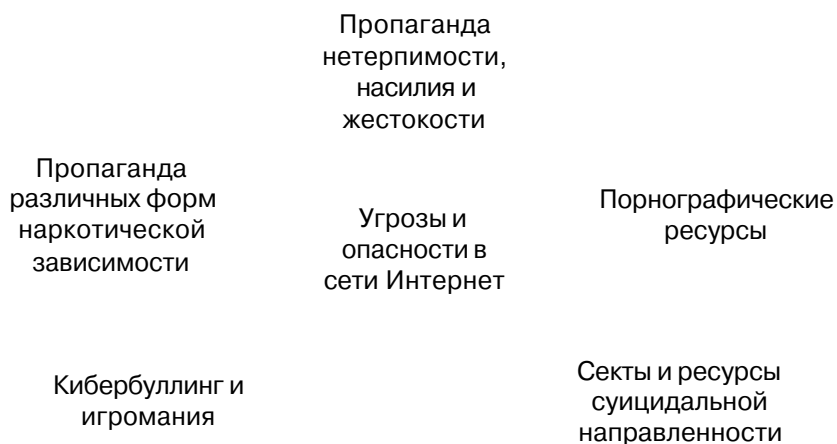 Пропаганда
нетерпимости,
насилия и
жестокости
Пропаганда
различных форм
наркотической
зависимости
Угрозы и
опасности в
сети Интернет
Порнографические
ресурсы
Кибербуллинг и
игромания
Секты и ресурсы
суицидальной
направленности